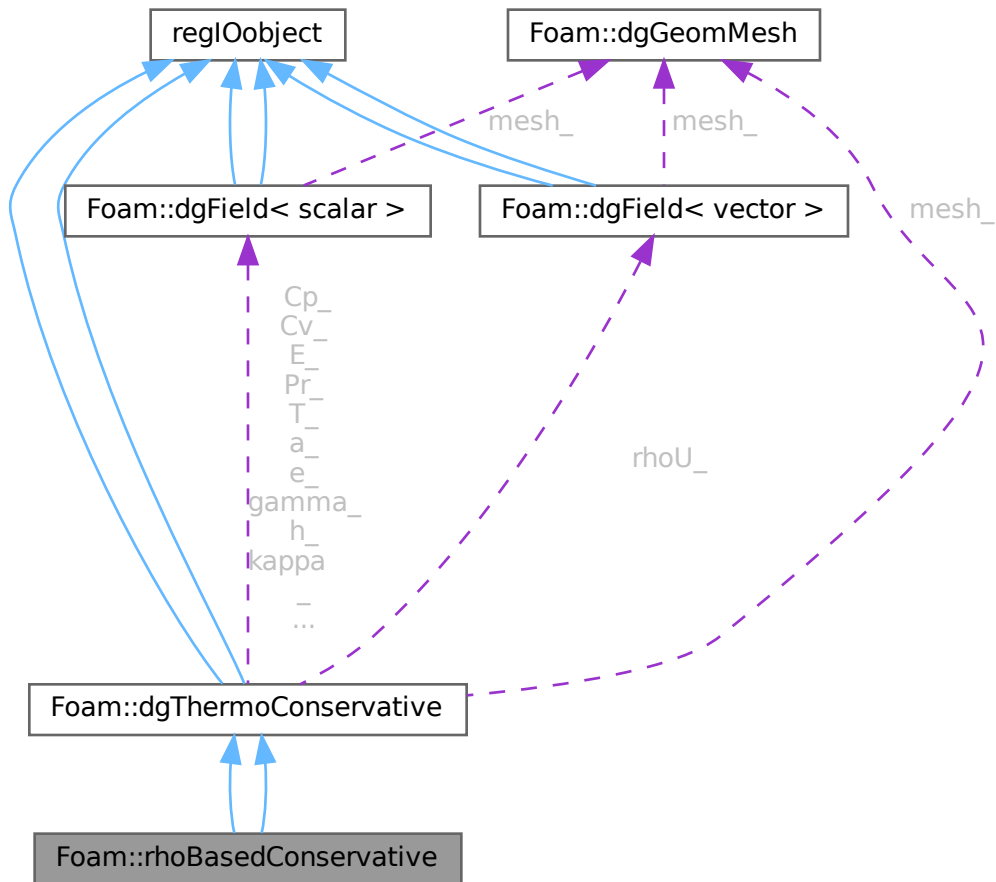 regIOobject
Foam::dgGeomMesh
mesh_
mesh_
Foam::dgField< scalar >
Foam::dgField< vector >
mesh_
Cp_
Cv_
E_
Pr_
T_
a_
e_
gamma_
h_
kappa
_
...
rhoU_
Foam::dgThermoConservative
Foam::rhoBasedConservative